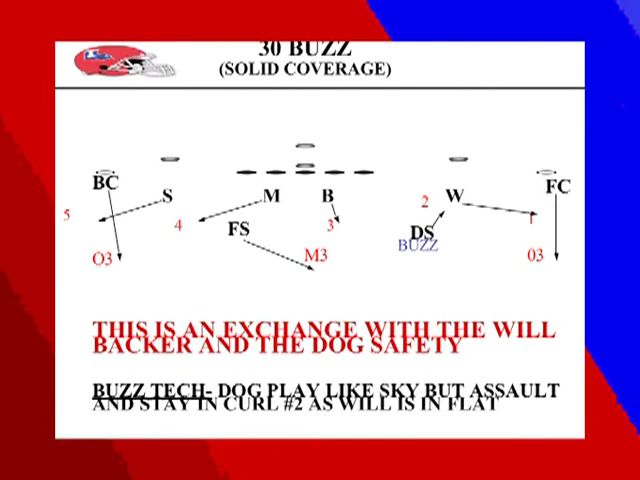 30 BUZZ
(SOLID COVERAGE)
BC
FC
S
M
B
W
2
5
4
3
1
FS
DS
BUZZ
O3
M3
03
THIS IS AN EXCHANGE WITH THE WILL
BACKER AND THE DOG SAFETY
BUZZ TECH- DOG PLAY LIKE SKY BUT ASSAULT
AND STAY IN CURL #2 AS WILL IS IN FLAT